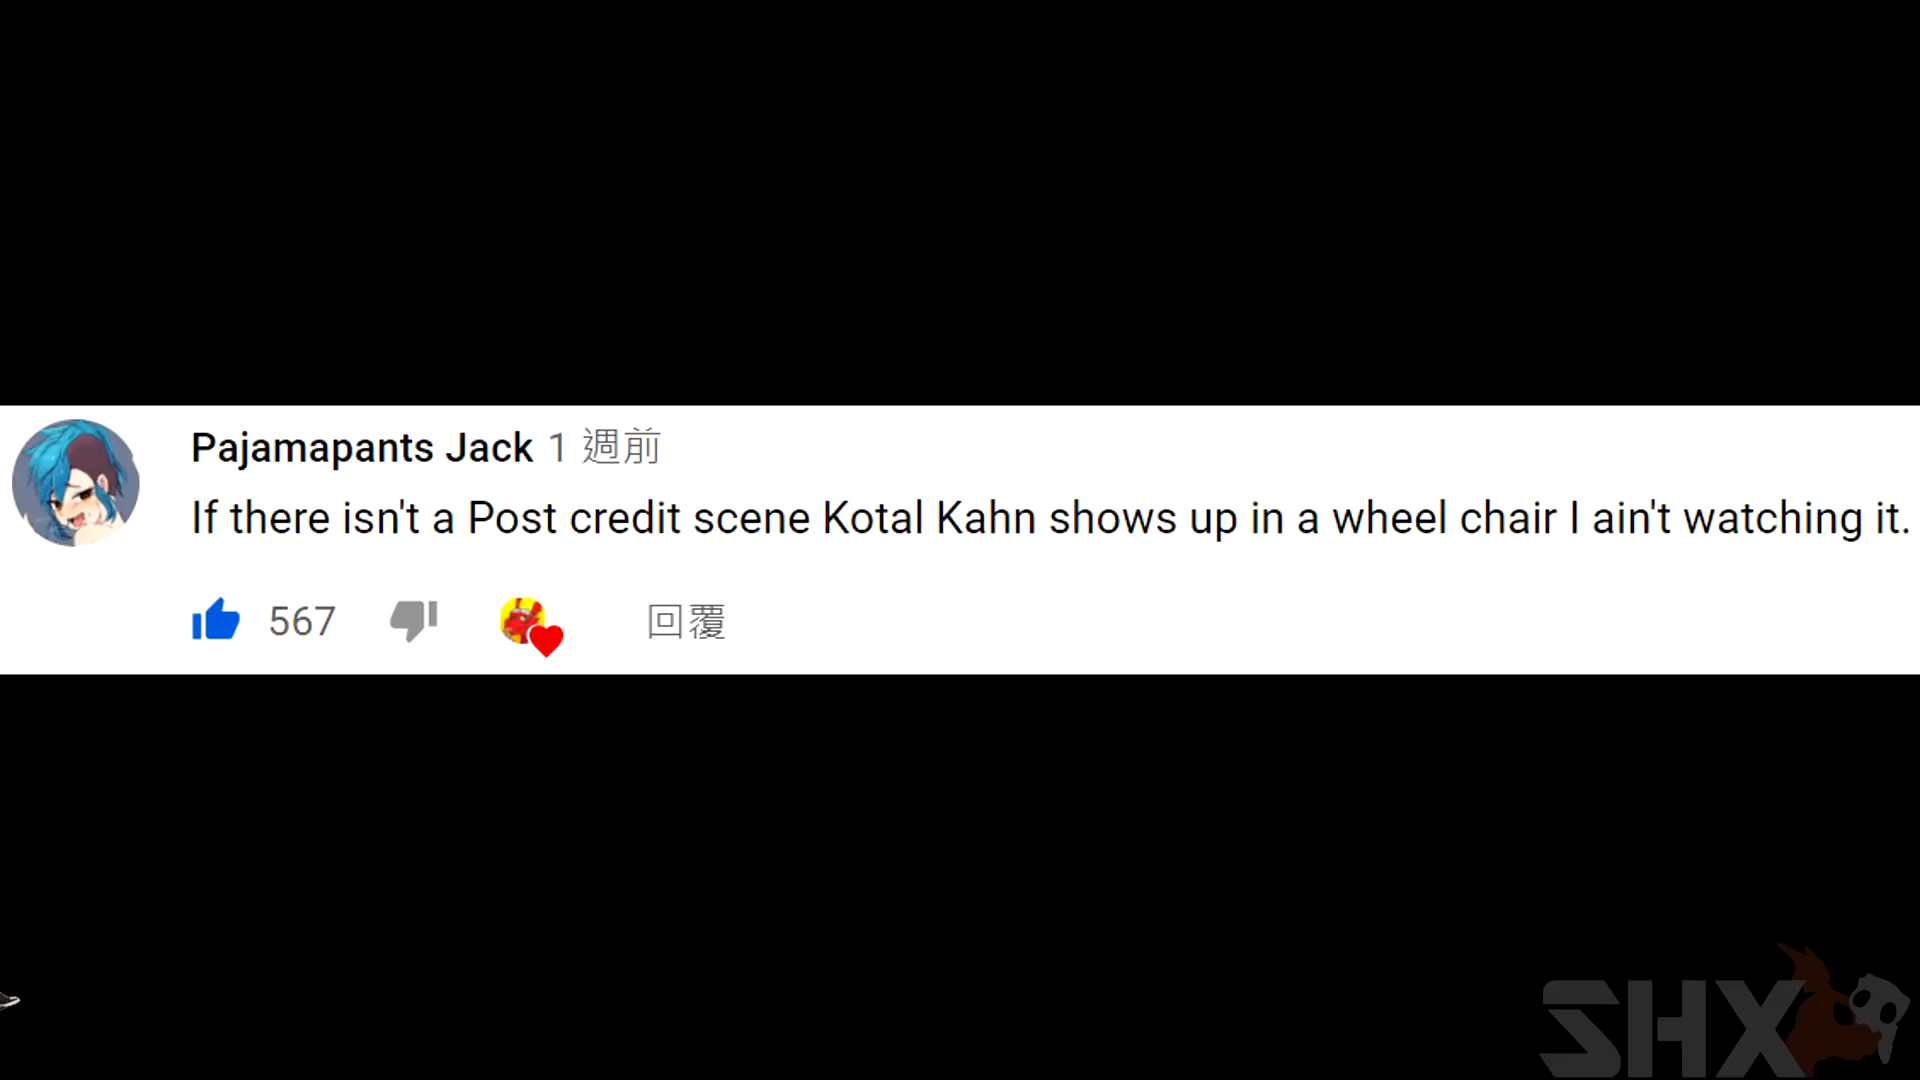 Pajamapants Jack 1 週前
If there isn't a Post credit scene Kotal Kahn shows up in a wheel chair I ain't watching it.
567 回覆
SHX